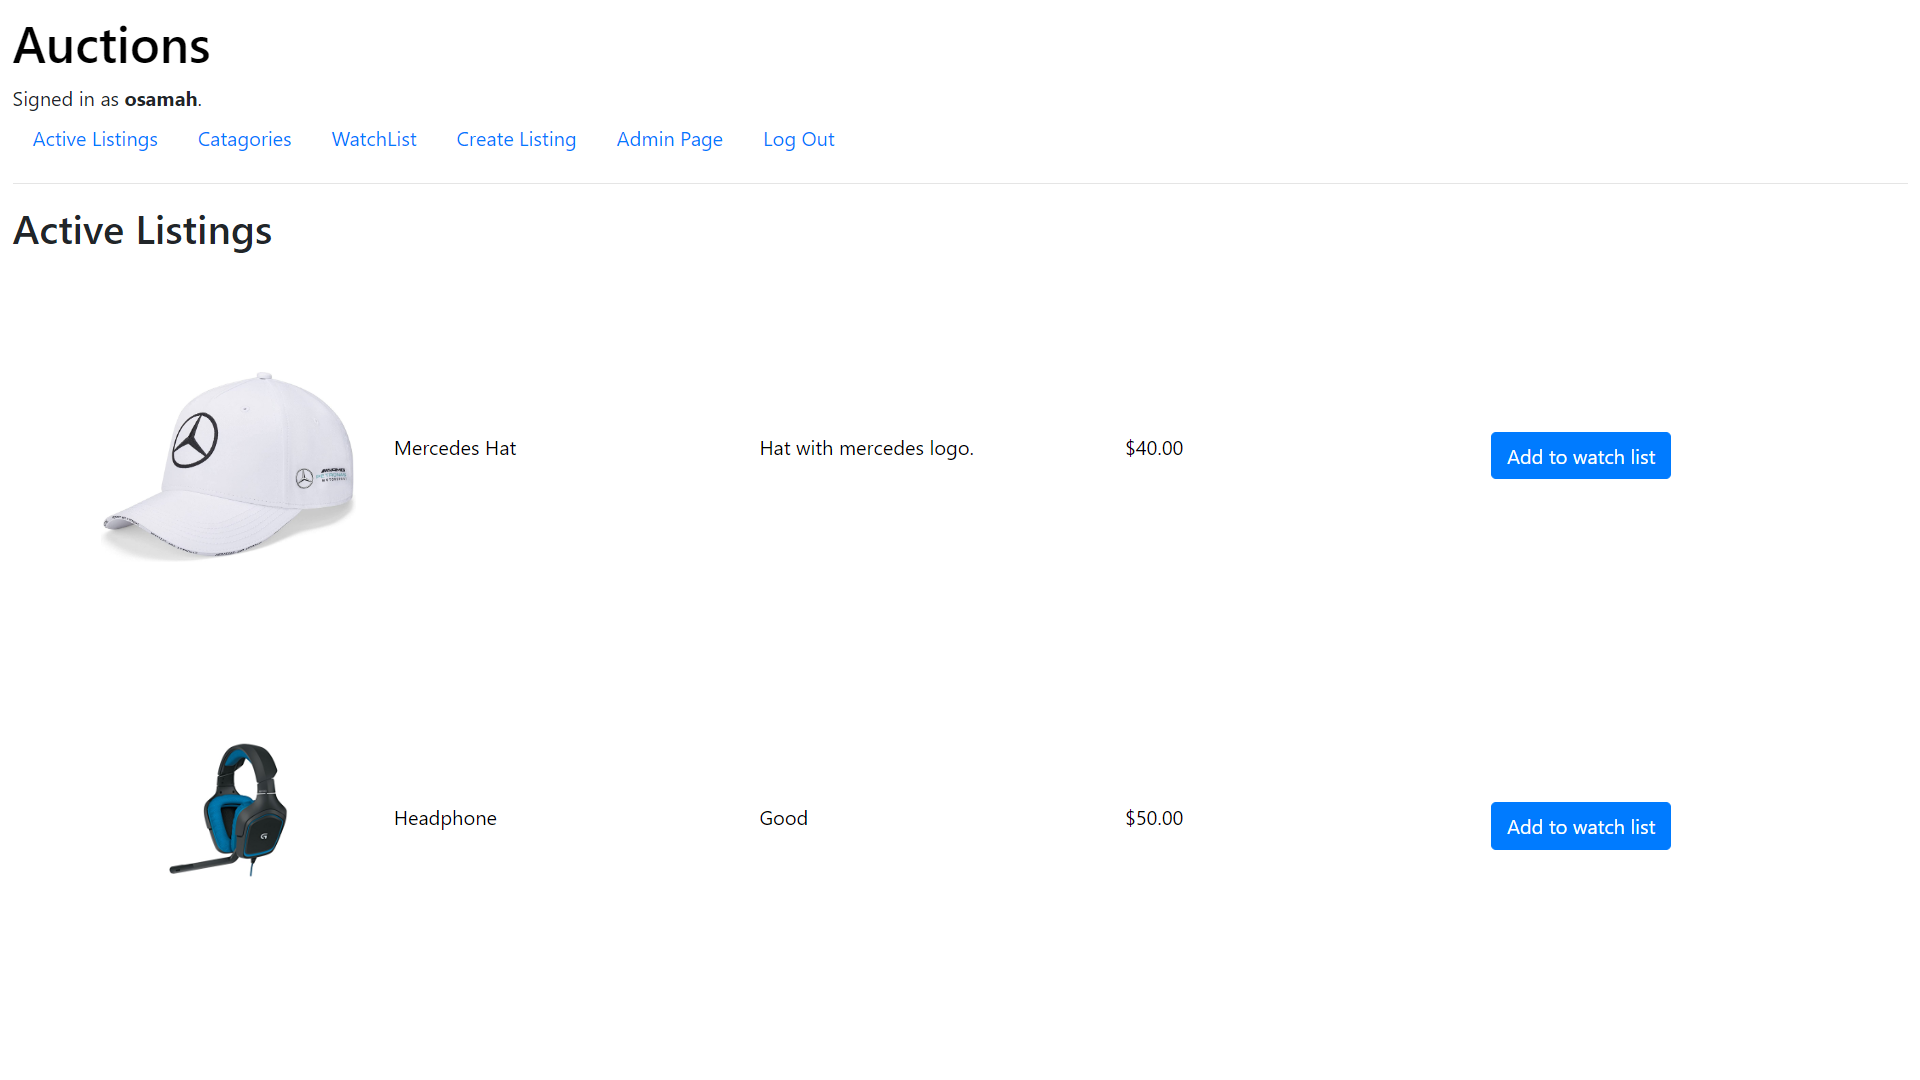 Auctions
Signed in as osamah.
Active Listings Catagories WatchList Create Listing Admin Page Log Out
Active Listings
Mercedes Hat Hat with mercedes logo. $40.00 Add to watch list
Headphone Good $50.00 Add to watch list